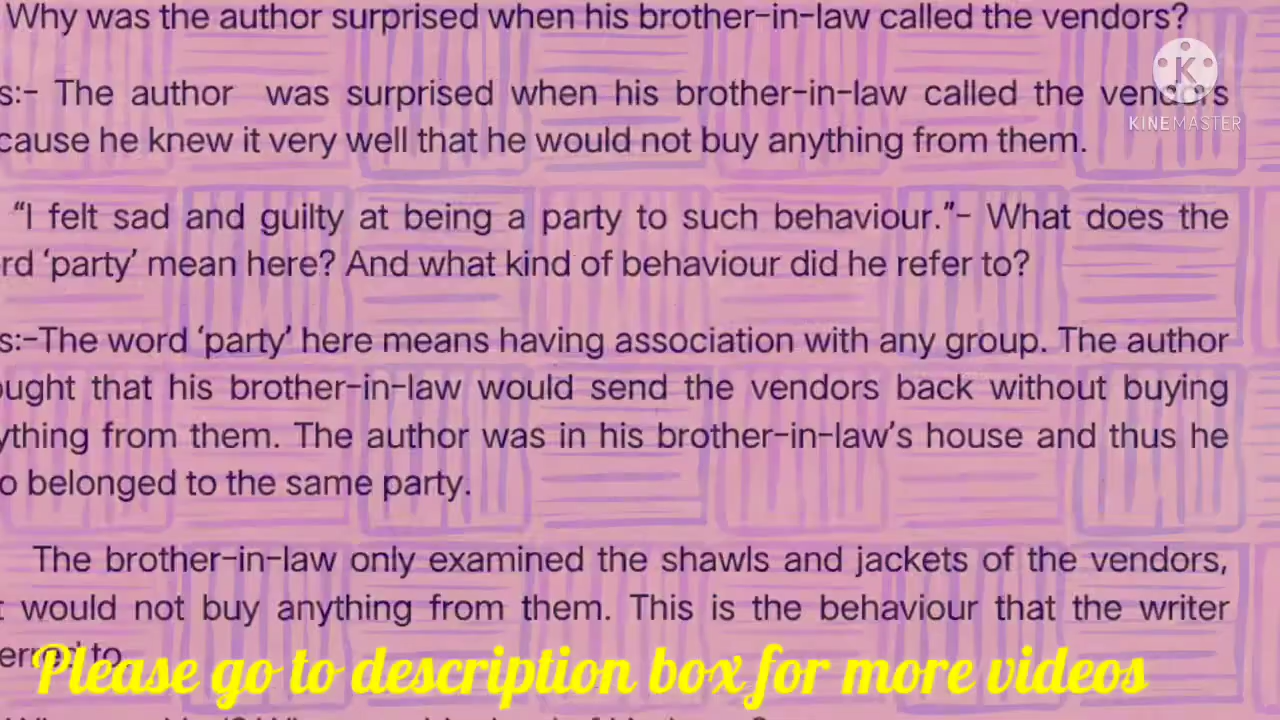 Why was the author surprised when his brother-in-law called the vendors?
s:- The author was surprised when his brother-in-law called the vendors
cause he knew it very well that he would not buy anything from them.
"I felt sad and guilty at being a party to such behaviour."- What does the
rd 'party' mean here? And what kind of behaviour did he refer to?
s:-The word 'party' here means having association with any group. The author
ought that his brother-in-law would send the vendors back without buying
ything from them. The author was in his brother-in-law's house and thus he
o belonged to the same party.
The brother-in-law only examined the shawls and jackets of the vendors,
t would not buy anything from them. This is the behaviour that the writer
erred to.
Please go to description box for more videos
KINEMASTER